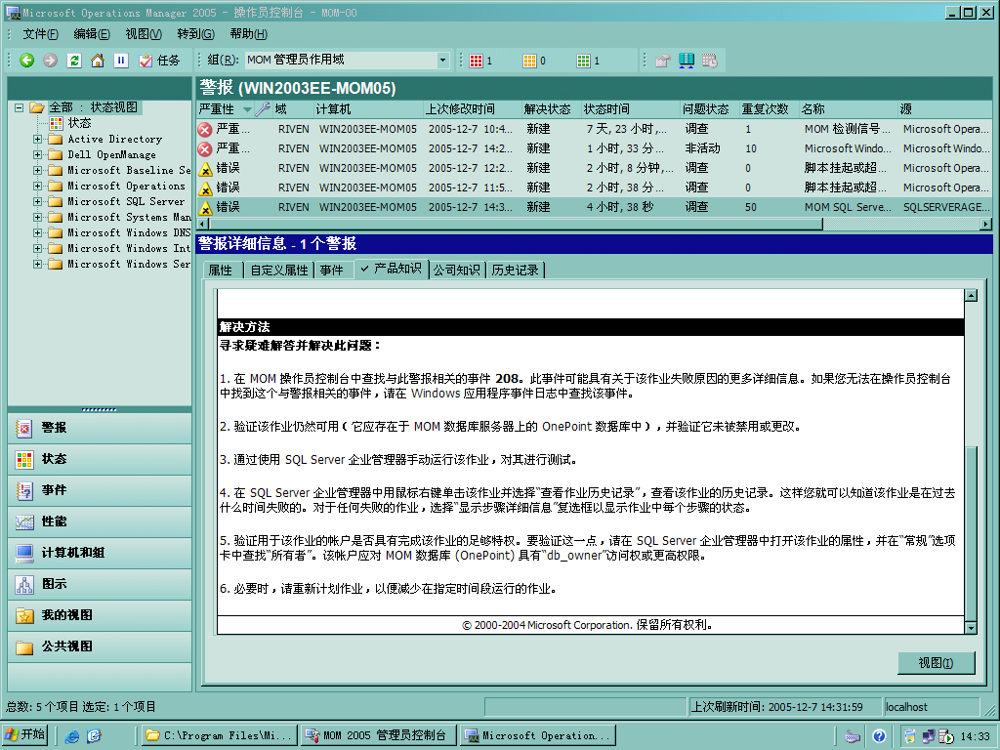 Microsoft Operations Manager 2005 - 操作员控制台 - MOM-00
文件(F) 编辑(E) 视图(V) 转到(G) 帮助(H)
任务 组(R): MOM 管理员作用域 1 0 1
警报 (WIN2003EE-MOM05)
全部 : 状态视图
状态
Active Directory
Dell OpenManage
Microsoft Baseline Se
Microsoft Operations
Microsoft SQL Server
Microsoft Systems Man
Microsoft Windows DNS
Microsoft Windows Int
Microsoft Windows Ser
严重性 域 计算机 上次修改时间 解决状态 状态时间 问题状态 重复次数 名称 源
严重... RIVEN WIN2003EE-MOM05 2005-12-7 10:4... 新建 7 天, 23 小时,... 调查 1 MOM 检测信号... Microsoft Opera...
严重... RIVEN WIN2003EE-MOM05 2005-12-7 14:2... 新建 1 小时, 33 分... 非活动 10 Microsoft Windo... Microsoft Windo...
错误 RIVEN WIN2003EE-MOM05 2005-12-7 12:2... 新建 2 小时, 8 分钟,... 调查 0 脚本挂起或超... Microsoft Opera...
错误 RIVEN WIN2003EE-MOM05 2005-12-7 11:5... 新建 2 小时, 38 分... 调查 0 脚本挂起或超... Microsoft Opera...
错误 RIVEN WIN2003EE-MOM05 2005-12-7 14:3... 新建 4 小时, 38 秒 调查 50 MOM SQL Serve... SQLSERVERAGE...
警报详细信息 - 1 个警报
属性 自定义属性 事件 产品知识 公司知识 历史记录
解决方法
寻求疑难解答并解决此问题：
1. 在 MOM 操作员控制台中查找与此警报相关的事件 208。此事件可能具有关于该作业失败原因的更多详细信息。如果您无法在操作员控制台
中找到这个与警报相关的事件，请在 Windows 应用程序事件日志中查找该事件。
2. 验证该作业仍然可用（它应存在于 MOM 数据库服务器上的 OnePoint 数据库中），并验证它未被禁用或更改。
3. 通过使用 SQL Server 企业管理器手动运行该作业，对其进行测试。
4. 在 SQL Server 企业管理器中用鼠标右键单击该作业并选择“查看作业历史记录”，查看该作业的历史记录。这样您就可以知道该作业是在过去
什么时间失败的。对于任何失败的作业，选择“显示步骤详细信息”复选框以显示作业中每个步骤的状态。
5. 验证用于该作业的帐户是否具有完成该作业的足够特权。要验证这一点，请在 SQL Server 企业管理器中打开该作业的属性，并在“常规”选项
卡中查找“所有者”。该帐户应对 MOM 数据库 (OnePoint) 具有“db_owner”访问权或更高权限。
6. 必要时，请重新计划作业，以便减少在指定时间段运行的作业。
© 2000-2004 Microsoft Corporation. 保留所有权利。
视图(I)
警报
状态
事件
性能
计算机和组
图示
我的视图
公共视图
总数: 5 个项目 选定: 1 个项目 上次刷新时间: 2005-12-7 14:31:59 localhost
开始 C:\Program Files\Mi... MOM 2005 管理员控制台 Microsoft Operation... 14:33